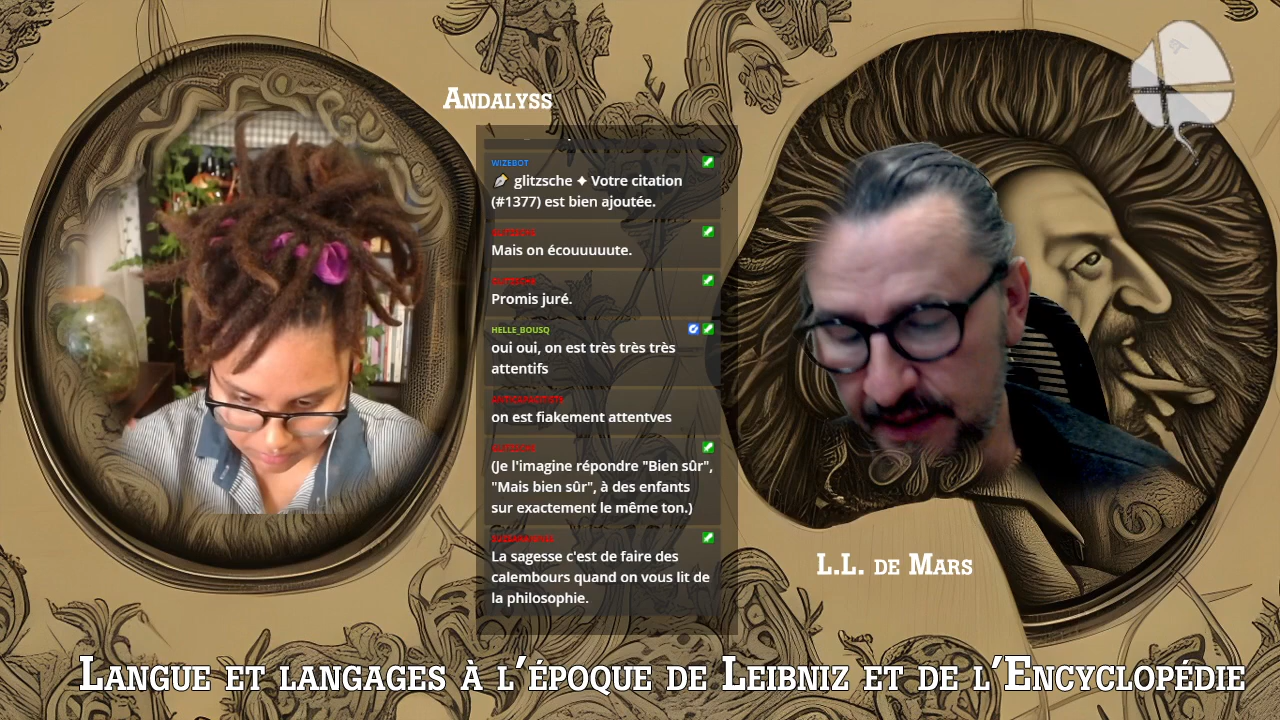 Andalyss
WIZEBOT
glitzsche ✦ Votre citation
(#1377) est bien ajoutée.
Mais on écouuuuute.
Promis juré.
HELLE_BOUSQ
oui oui, on est très très très
attentifs
on est fiakement attentves
(Je l'imagine répondre "Bien sûr",
"Mais bien sûr", à des enfants
sur exactement le même ton.)
La sagesse c'est de faire des
calembours quand on vous lit de
la philosophie.
L.L. de Mars
Langue et langages à l'époque de Leibniz et de l'Encyclopédie